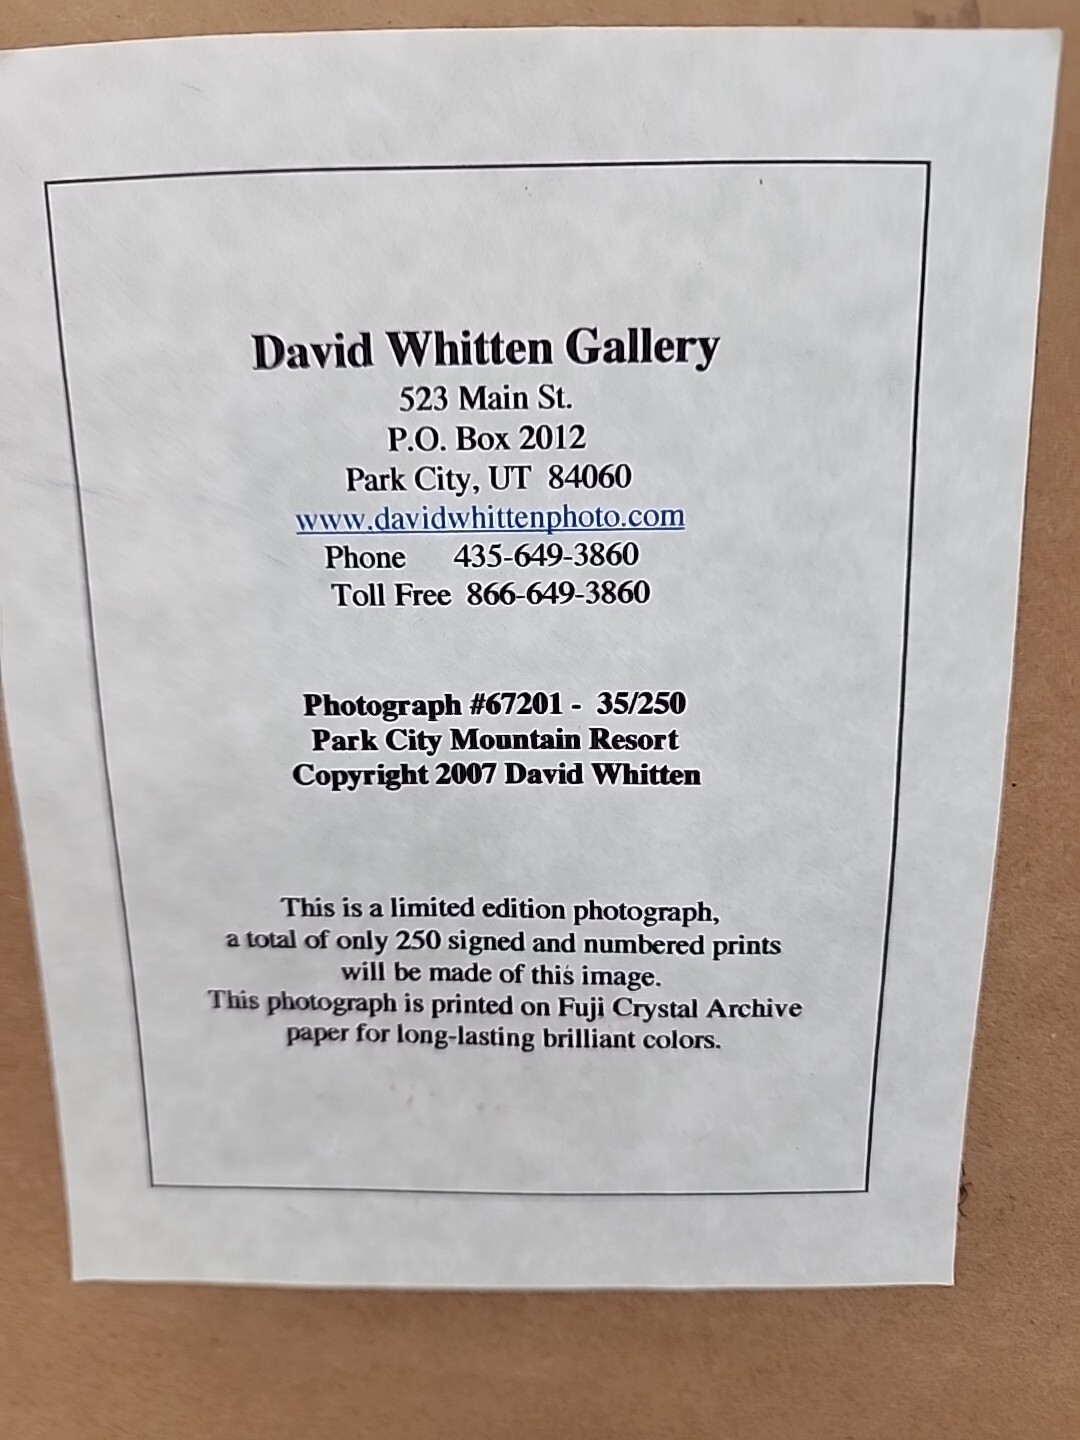 David Whitten Gallery
523 Main St.
P.O. Box 2012
Park City, UT 84060
www.davidwhittenphoto.com
Phone 435-649-3860
Toll Free 866-649-3860
Photograph #67201 - 35/250
Park City Mountain Resort
Copyright 2007 David Whitten
This is a limited edition photograph,
a total of only 250 signed and numbered prints
will be made of this image.
This photograph is printed on Fuji Crystal Archive
paper for long-lasting brilliant colors.